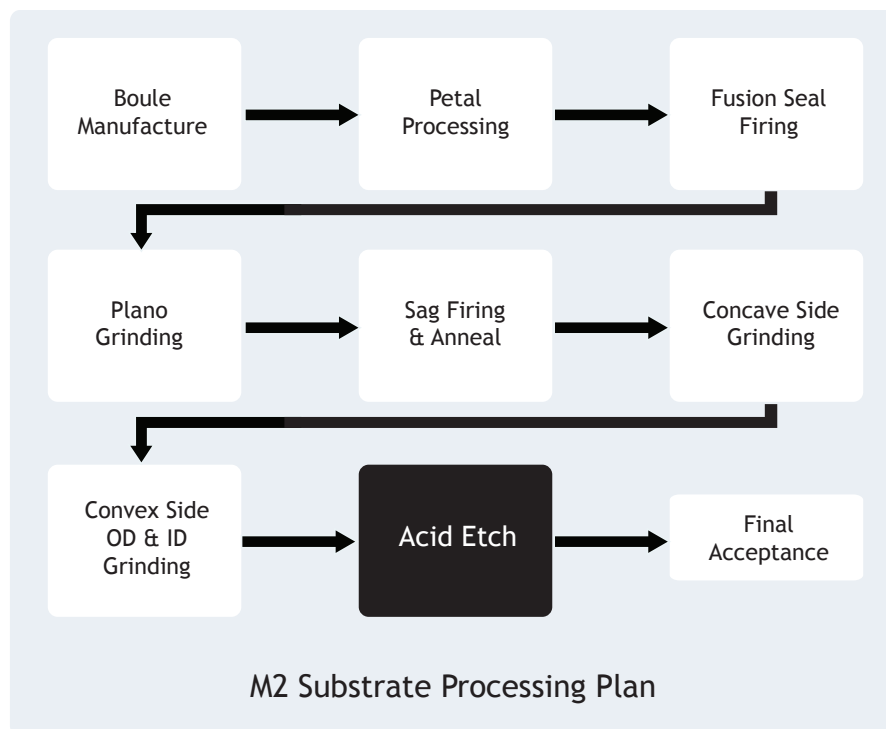 Boule
Manufacture
Petal
Processing
Fusion Seal
Firing
Plano
Grinding
Sag Firing
& Anneal
Concave Side
Grinding
Convex Side
OD & ID
Grinding
Acid Etch
Final
Acceptance
M2 Substrate Processing Plan